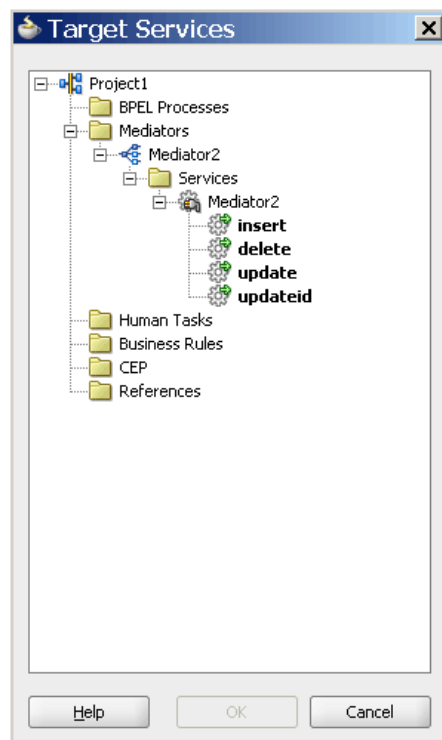 Target Services
Project1
BPEL Processes
Mediators
Mediator2
Services
Mediator2
insert
delete
update
updateid
Human Tasks
Business Rules
CEP
References
Help OK Cancel